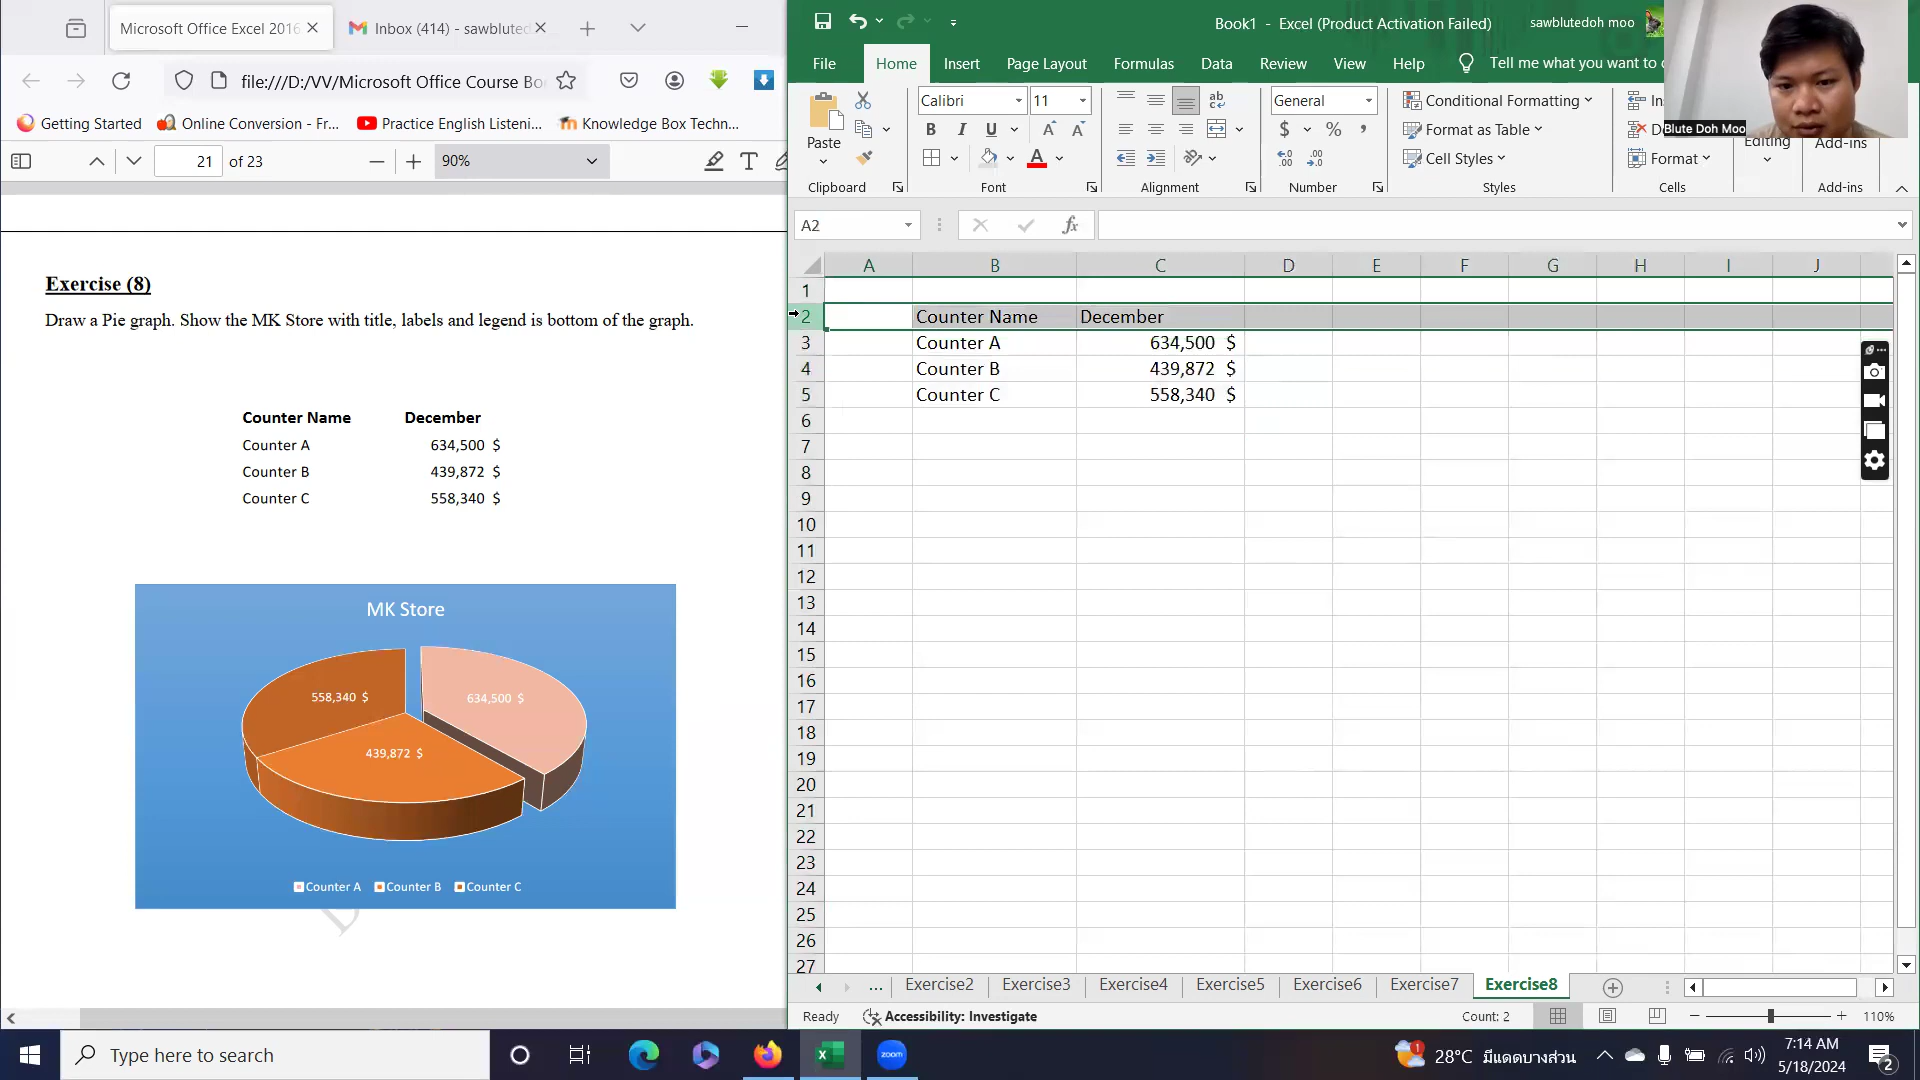 Microsoft Office Excel 2016
Inbox (414) - sawbluted
file:///D:/VV/Microsoft Office Course Bo
Getting Started
Online Conversion - Fr...
Practice English Listeni...
Knowledge Box Techn...
21 of 23
90%
Exercise (8)
Draw a Pie graph. Show the MK Store with title, labels and legend is bottom of the graph.
Counter Name December
Counter A 634,500 $
Counter B 439,872 $
Counter C 558,340 $
MK Store
558,340 $
634,500 $
439,872 $
Counter A Counter B Counter C
Book1 - Excel (Product Activation Failed)
sawblutedoh moo
File Home Insert Page Layout Formulas Data Review View Help Tell me what you want to
Blute Doh Moo
Paste
Clipboard
Calibri 11
B I U
Font
Alignment
General
$ % ,
Number
Conditional Formatting
Format as Table
Cell Styles
Styles
Format
Cells
Editing
Add-ins
Add-ins
A2
fx
A B C D E F G H I J
1
2 Counter Name December
3 Counter A 634,500 $
4 Counter B 439,872 $
5 Counter C 558,340 $
6
7
8
9
10
11
12
13
14
15
16
17
18
19
20
21
22
23
24
25
26
27
... Exercise2 Exercise3 Exercise4 Exercise5 Exercise6 Exercise7 Exercise8
Ready Accessibility: Investigate Count: 2 110%
Type here to search
zoom
28°C มีแดดบางส่วน
7:14 AM
5/18/2024
2